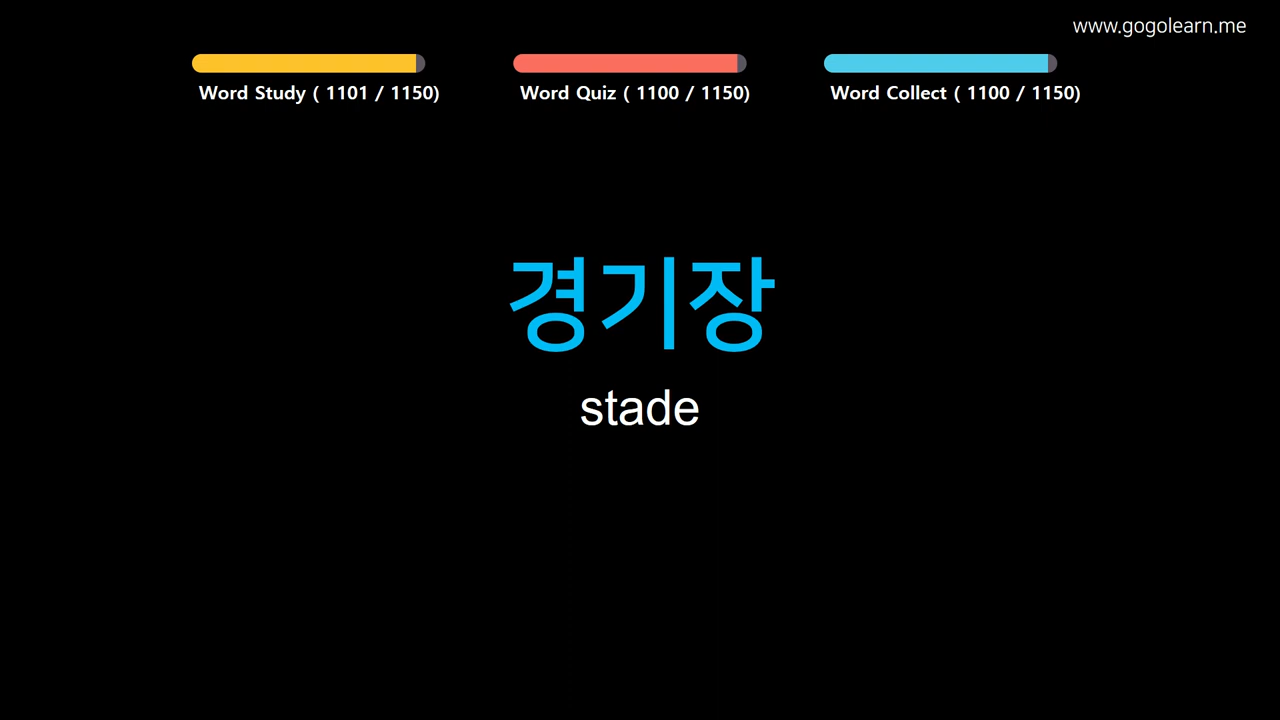 www.gogolearn.me
Word Study ( 1101 / 1150)
Word Quiz ( 1100 / 1150)
Word Collect ( 1100 / 1150)
경기장
stade